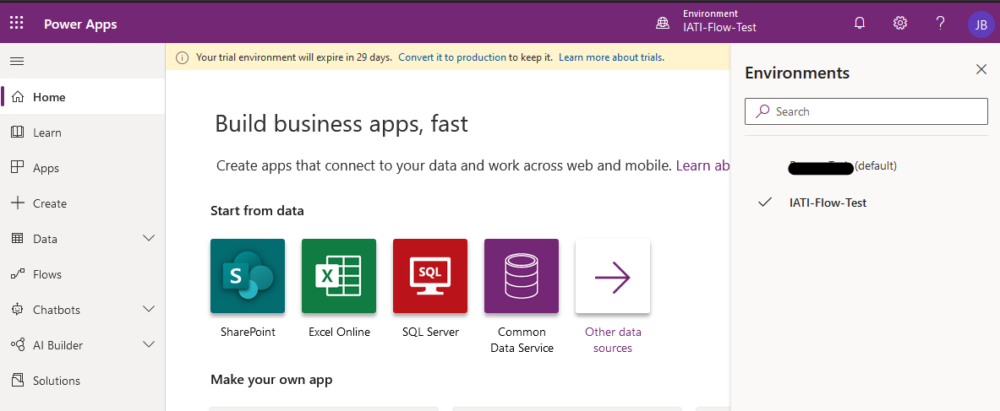 Power Apps
Environment
IATI-Flow-Test
JB
Your trial environment will expire in 29 days. Convert it to production to keep it. Learn more about trials.
Home
Learn
Apps
Create
Data
Flows
Chatbots
AI Builder
Solutions
Build business apps, fast
Create apps that connect to your data and work across web and mobile. Learn ab
Start from data
S
SharePoint
X
Excel Online
SQL
SQL Server
Common
Data Service
Other data
sources
Make your own app
Environments
Search
(default)
IATI-Flow-Test